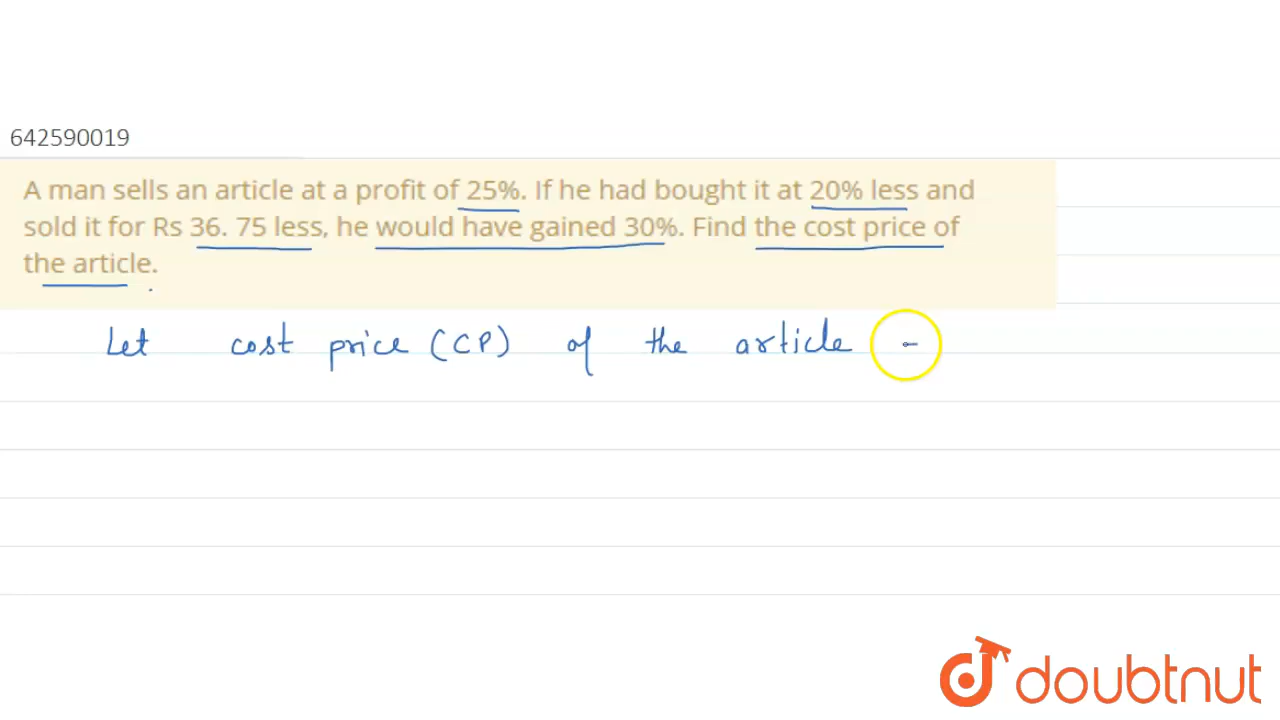 642590019
A man sells an article at a profit of 25%. If he had bought it at 20% less and
sold it for Rs 36. 75 less, he would have gained 30%. Find the cost price of
the article.
Let cost price (CP) of the article =
doubtnut